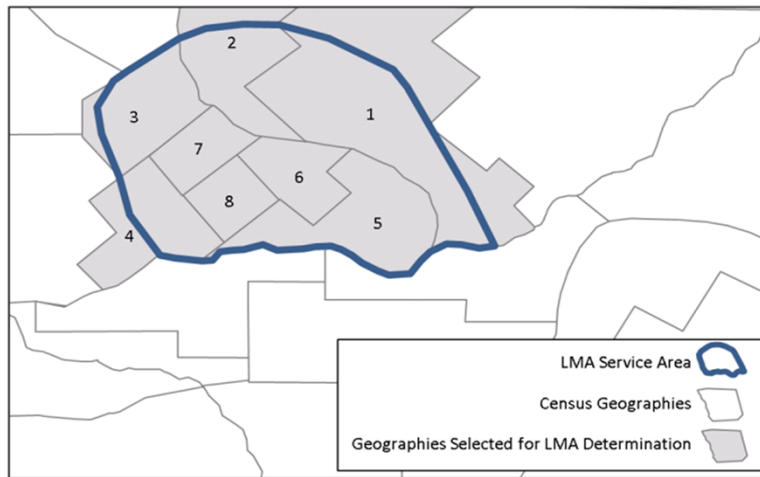 2
1
3
7
6
8
5
4
LMA Service Area
Census Geographies
Geographies Selected for LMA Determination